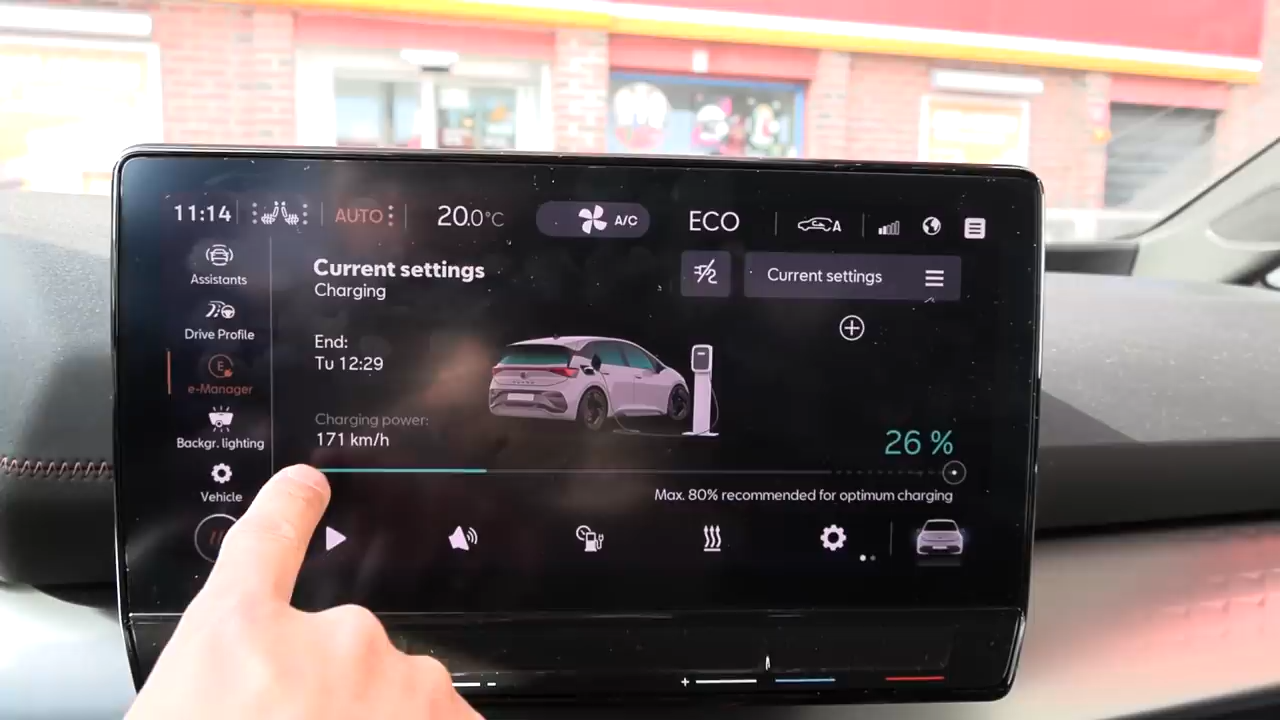 11:14
AUTO
20.0°C
A/C
ECO
A
Assistants
Current settings
Charging
Current settings
Drive Profile
End:
Tu 12:29
E
e-Manager
Charging power:
171 km/h
Backgr. lighting
26 %
Vehicle
Max. 80% recommended for optimum charging